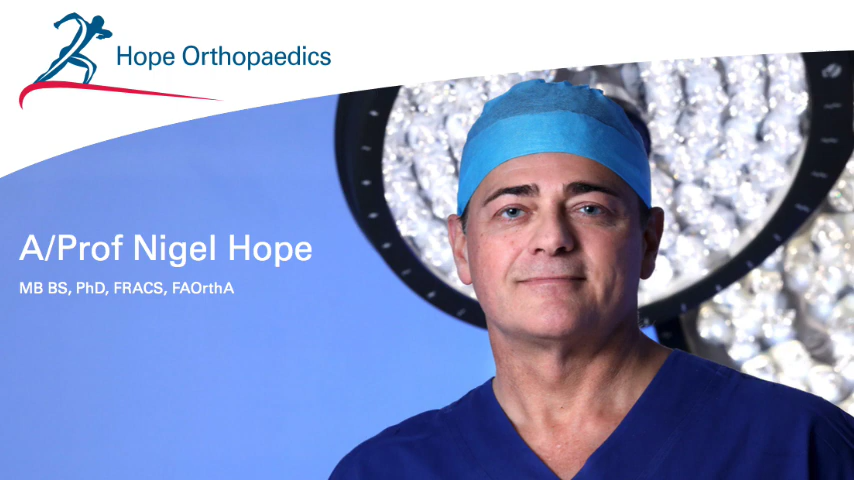 Hope Orthopaedics
A/Prof Nigel Hope
MB BS, PhD, FRACS, FAOrthA